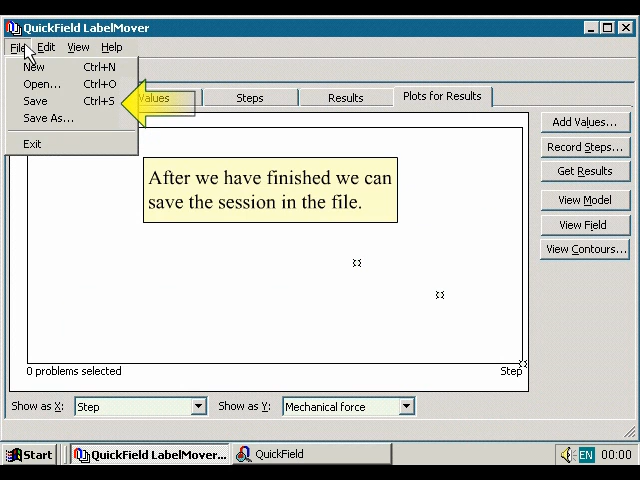 QuickField LabelMover
File Edit View Help
New Ctrl+N
Open... Ctrl+O
Save Ctrl+S
Save As...
Exit
Values Steps Results Plots for Results
After we have finished we can
save the session in the file.
Add Values...
Record Steps...
Get Results
View Model
View Field
View Contours...
0 problems selected Step
Show as X: Step Show as Y: Mechanical force
Start QuickField LabelMover... QuickField EN 00:00